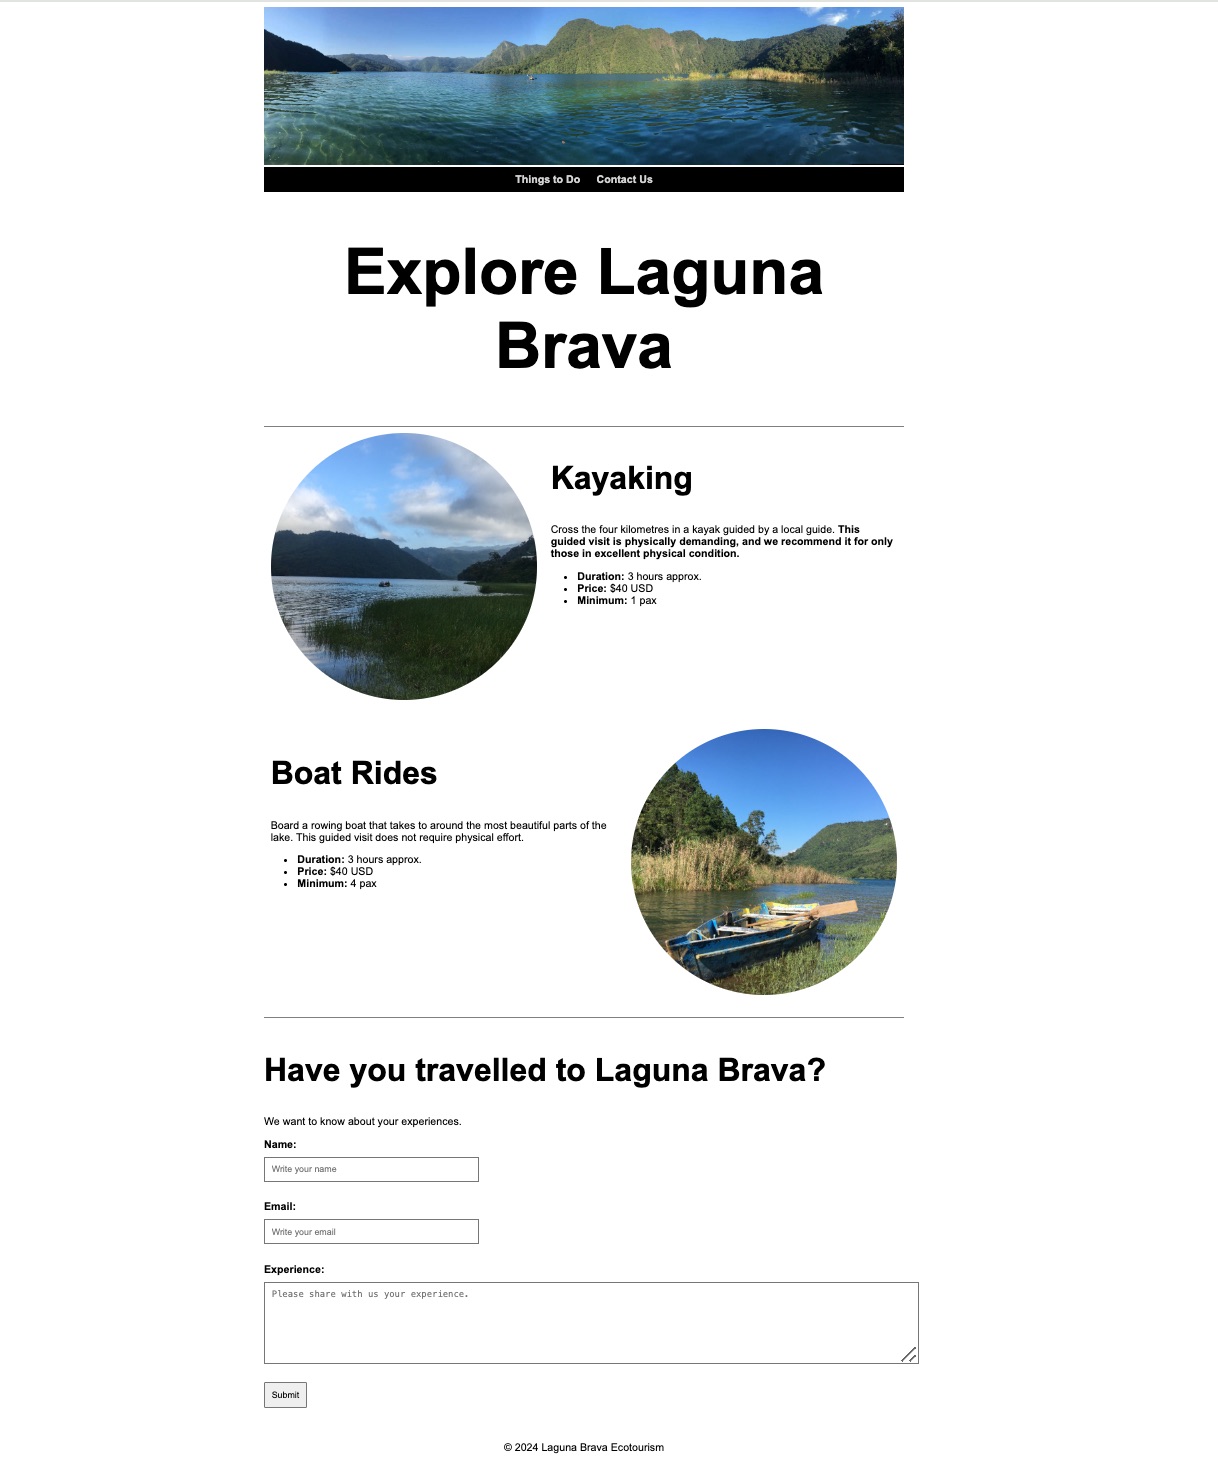 Things to Do Contact Us
Explore Laguna
Brava
Kayaking
Cross the four kilometres in a kayak guided by a local guide. This
guided visit is physically demanding, and we recommend it for only
those in excellent physical condition.
• Duration: 3 hours approx.
• Price: $40 USD
• Minimum: 1 pax
Boat Rides
Board a rowing boat that takes to around the most beautiful parts of the
lake. This guided visit does not require physical effort.
• Duration: 3 hours approx.
• Price: $40 USD
• Minimum: 4 pax
Have you travelled to Laguna Brava?
We want to know about your experiences.
Name:
Write your name
Email:
Write your email
Experience:
Please share with us your experience.
Submit
© 2024 Laguna Brava Ecotourism